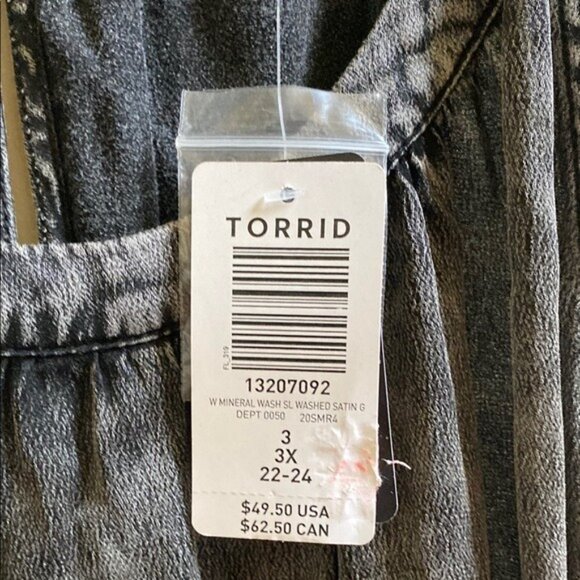 TORRID
FL_319
13207092
W MINERAL WASH SL WASHED SATIN G
DEPT 0050 20SMR4
3
3X
22-24
$49.50 USA
$62.50 CAN